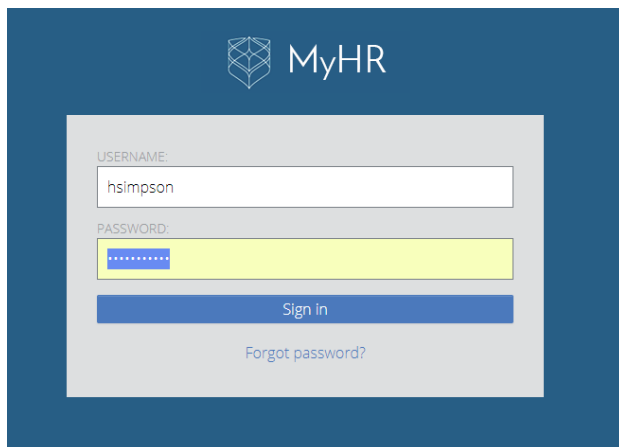 MyHR
USERNAME:
hsimpson
PASSWORD:
•••••••••••
Sign in
Forgot password?